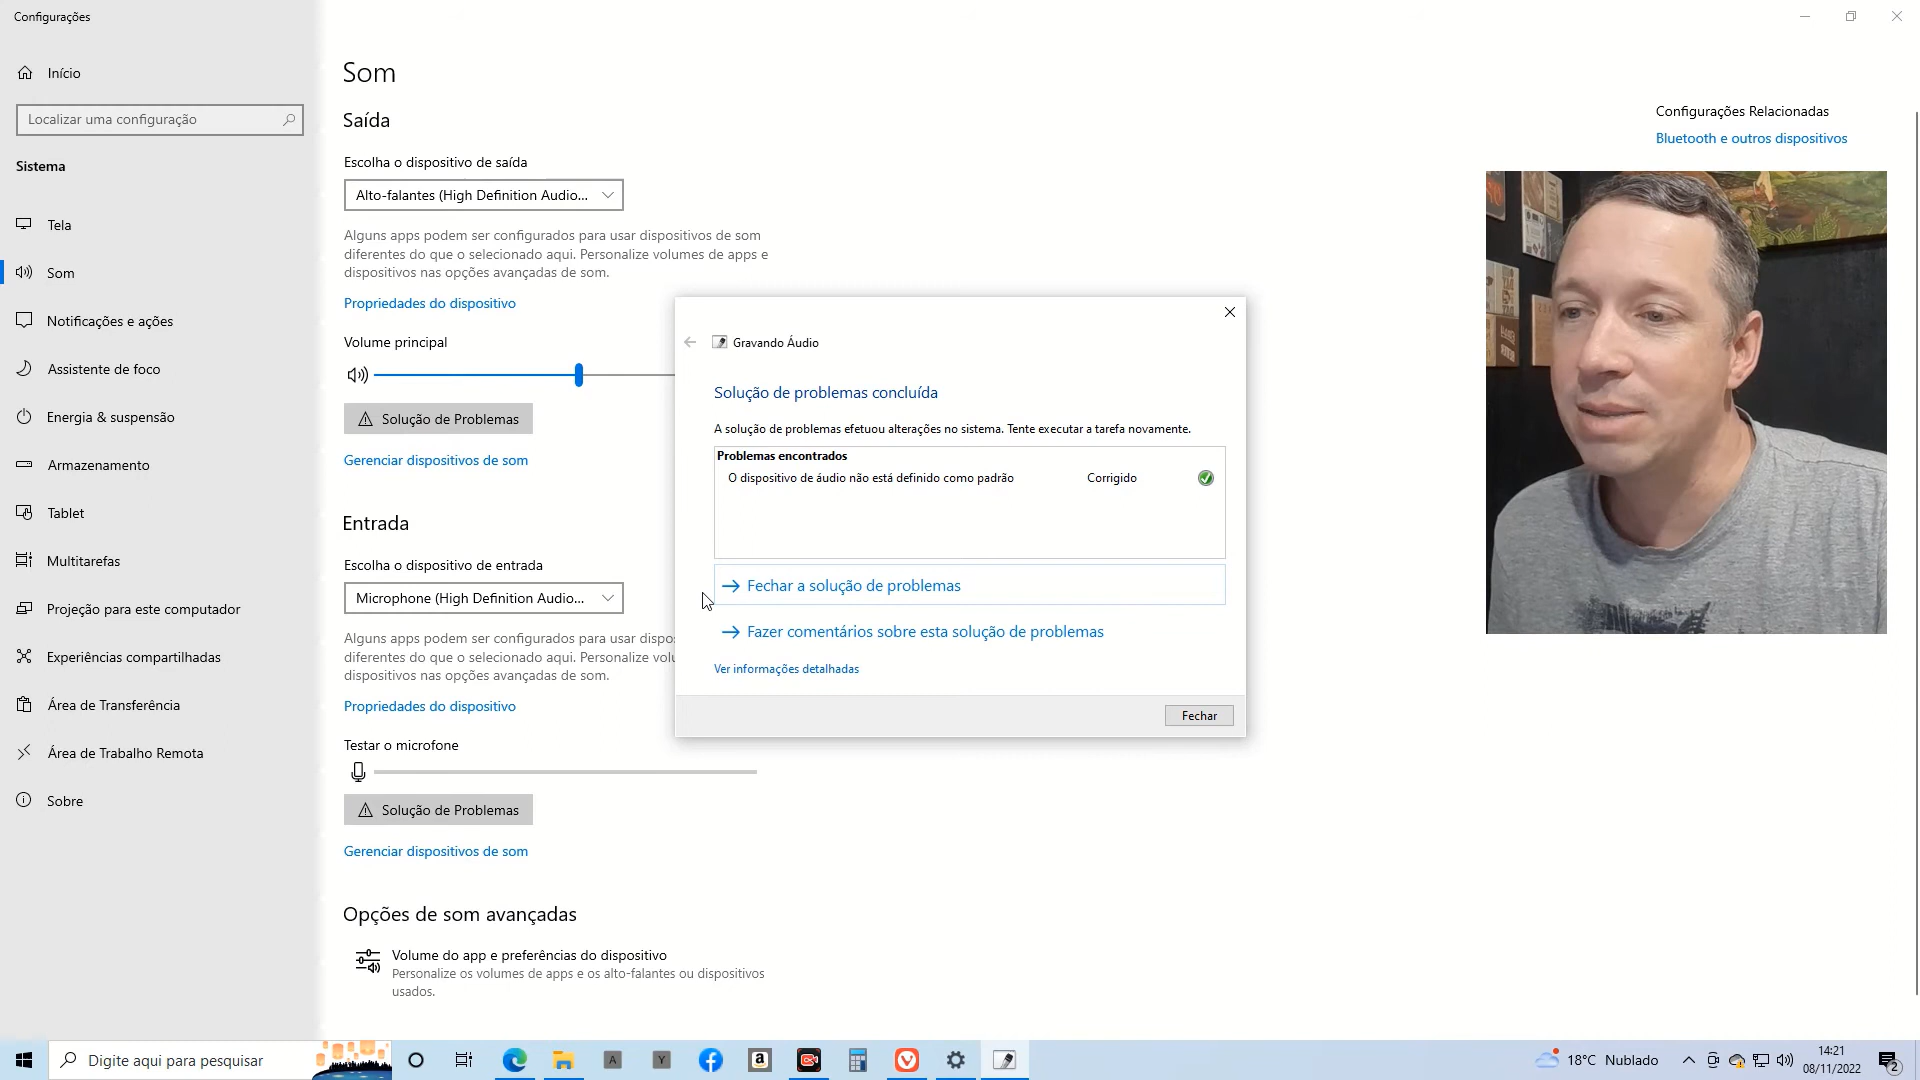 Configurações
Início
Localizar uma configuração
Sistema
Tela
Som
Notificações e ações
Assistente de foco
Energia & suspensão
Armazenamento
Tablet
Multitarefas
Projeção para este computador
Experiências compartilhadas
Área de Transferência
Área de Trabalho Remota
Sobre
Som
Saída
Escolha o dispositivo de saída
Alto-falantes (High Definition Audio...
Alguns apps podem ser configurados para usar dispositivos de som
diferentes do que o selecionado aqui. Personalize volumes de apps e
dispositivos nas opções avançadas de som.
Propriedades do dispositivo
Volume principal
Solução de Problemas
Gerenciar dispositivos de som
Entrada
Escolha o dispositivo de entrada
Microphone (High Definition Audio...
Alguns apps podem ser configurados para usar dispo
diferentes do que o selecionado aqui. Personalize volu
dispositivos nas opções avançadas de som.
Propriedades do dispositivo
Testar o microfone
Solução de Problemas
Gerenciar dispositivos de som
Opções de som avançadas
Volume do app e preferências do dispositivo
Personalize os volumes de apps e os alto-falantes ou dispositivos
usados.
Gravando Áudio
Solução de problemas concluída
A solução de problemas efetuou alterações no sistema. Tente executar a tarefa novamente.
Problemas encontrados
O dispositivo de áudio não está definido como padrão Corrigido
Fechar a solução de problemas
Fazer comentários sobre esta solução de problemas
Ver informações detalhadas
Fechar
Configurações Relacionadas
Bluetooth e outros dispositivos
Digite aqui para pesquisar
A
Y
18°C Nublado
14:21
08/11/2022
2